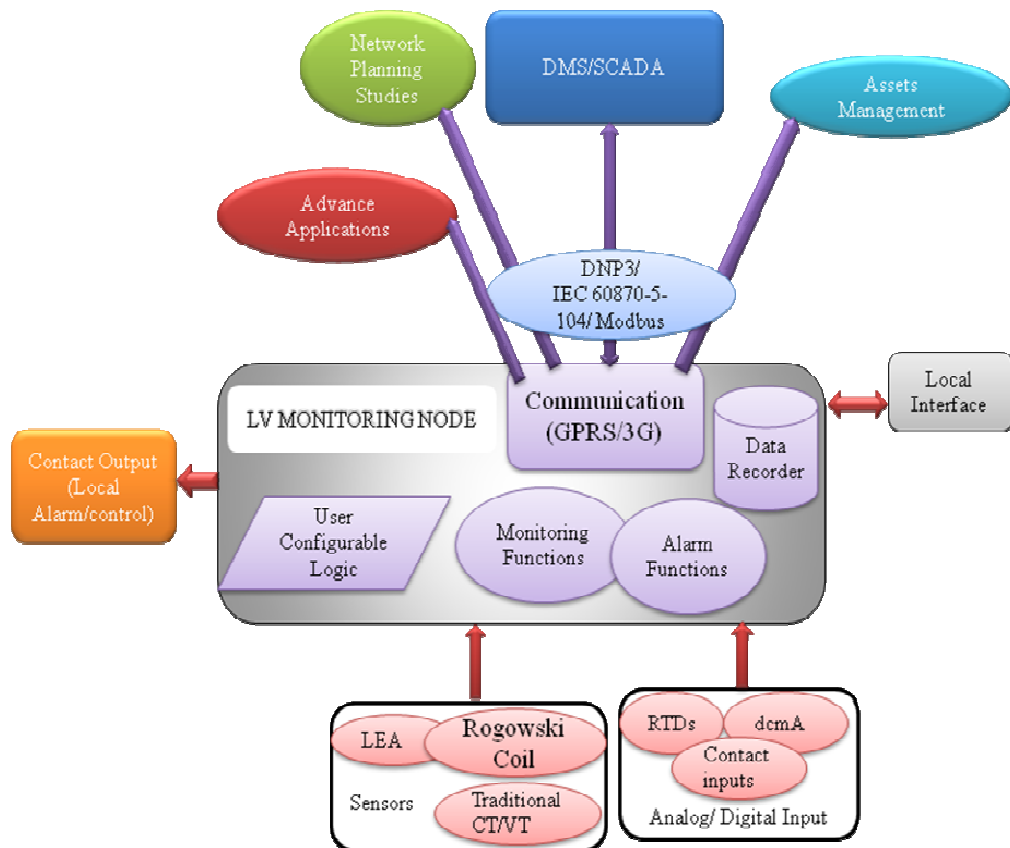 Network
Planning
Studies
DMS/SCADA
Assets
Management
Advance
Applications
DNP3/
IEC 60870-5-
104/ Modbus
LV MONITORING NODE
Communication
(GPRS/3G)
Data
Recorder
Local
Interface
Contact Output
(Local
Alarm/control)
User
Configurable
Logic
Monitoring
Functions
Alarm
Functions
LEA
Rogowski
Coil
Sensors
Traditional
CT/VT
RTDs
dcmA
Contact
inputs
Analog/ Digital Input